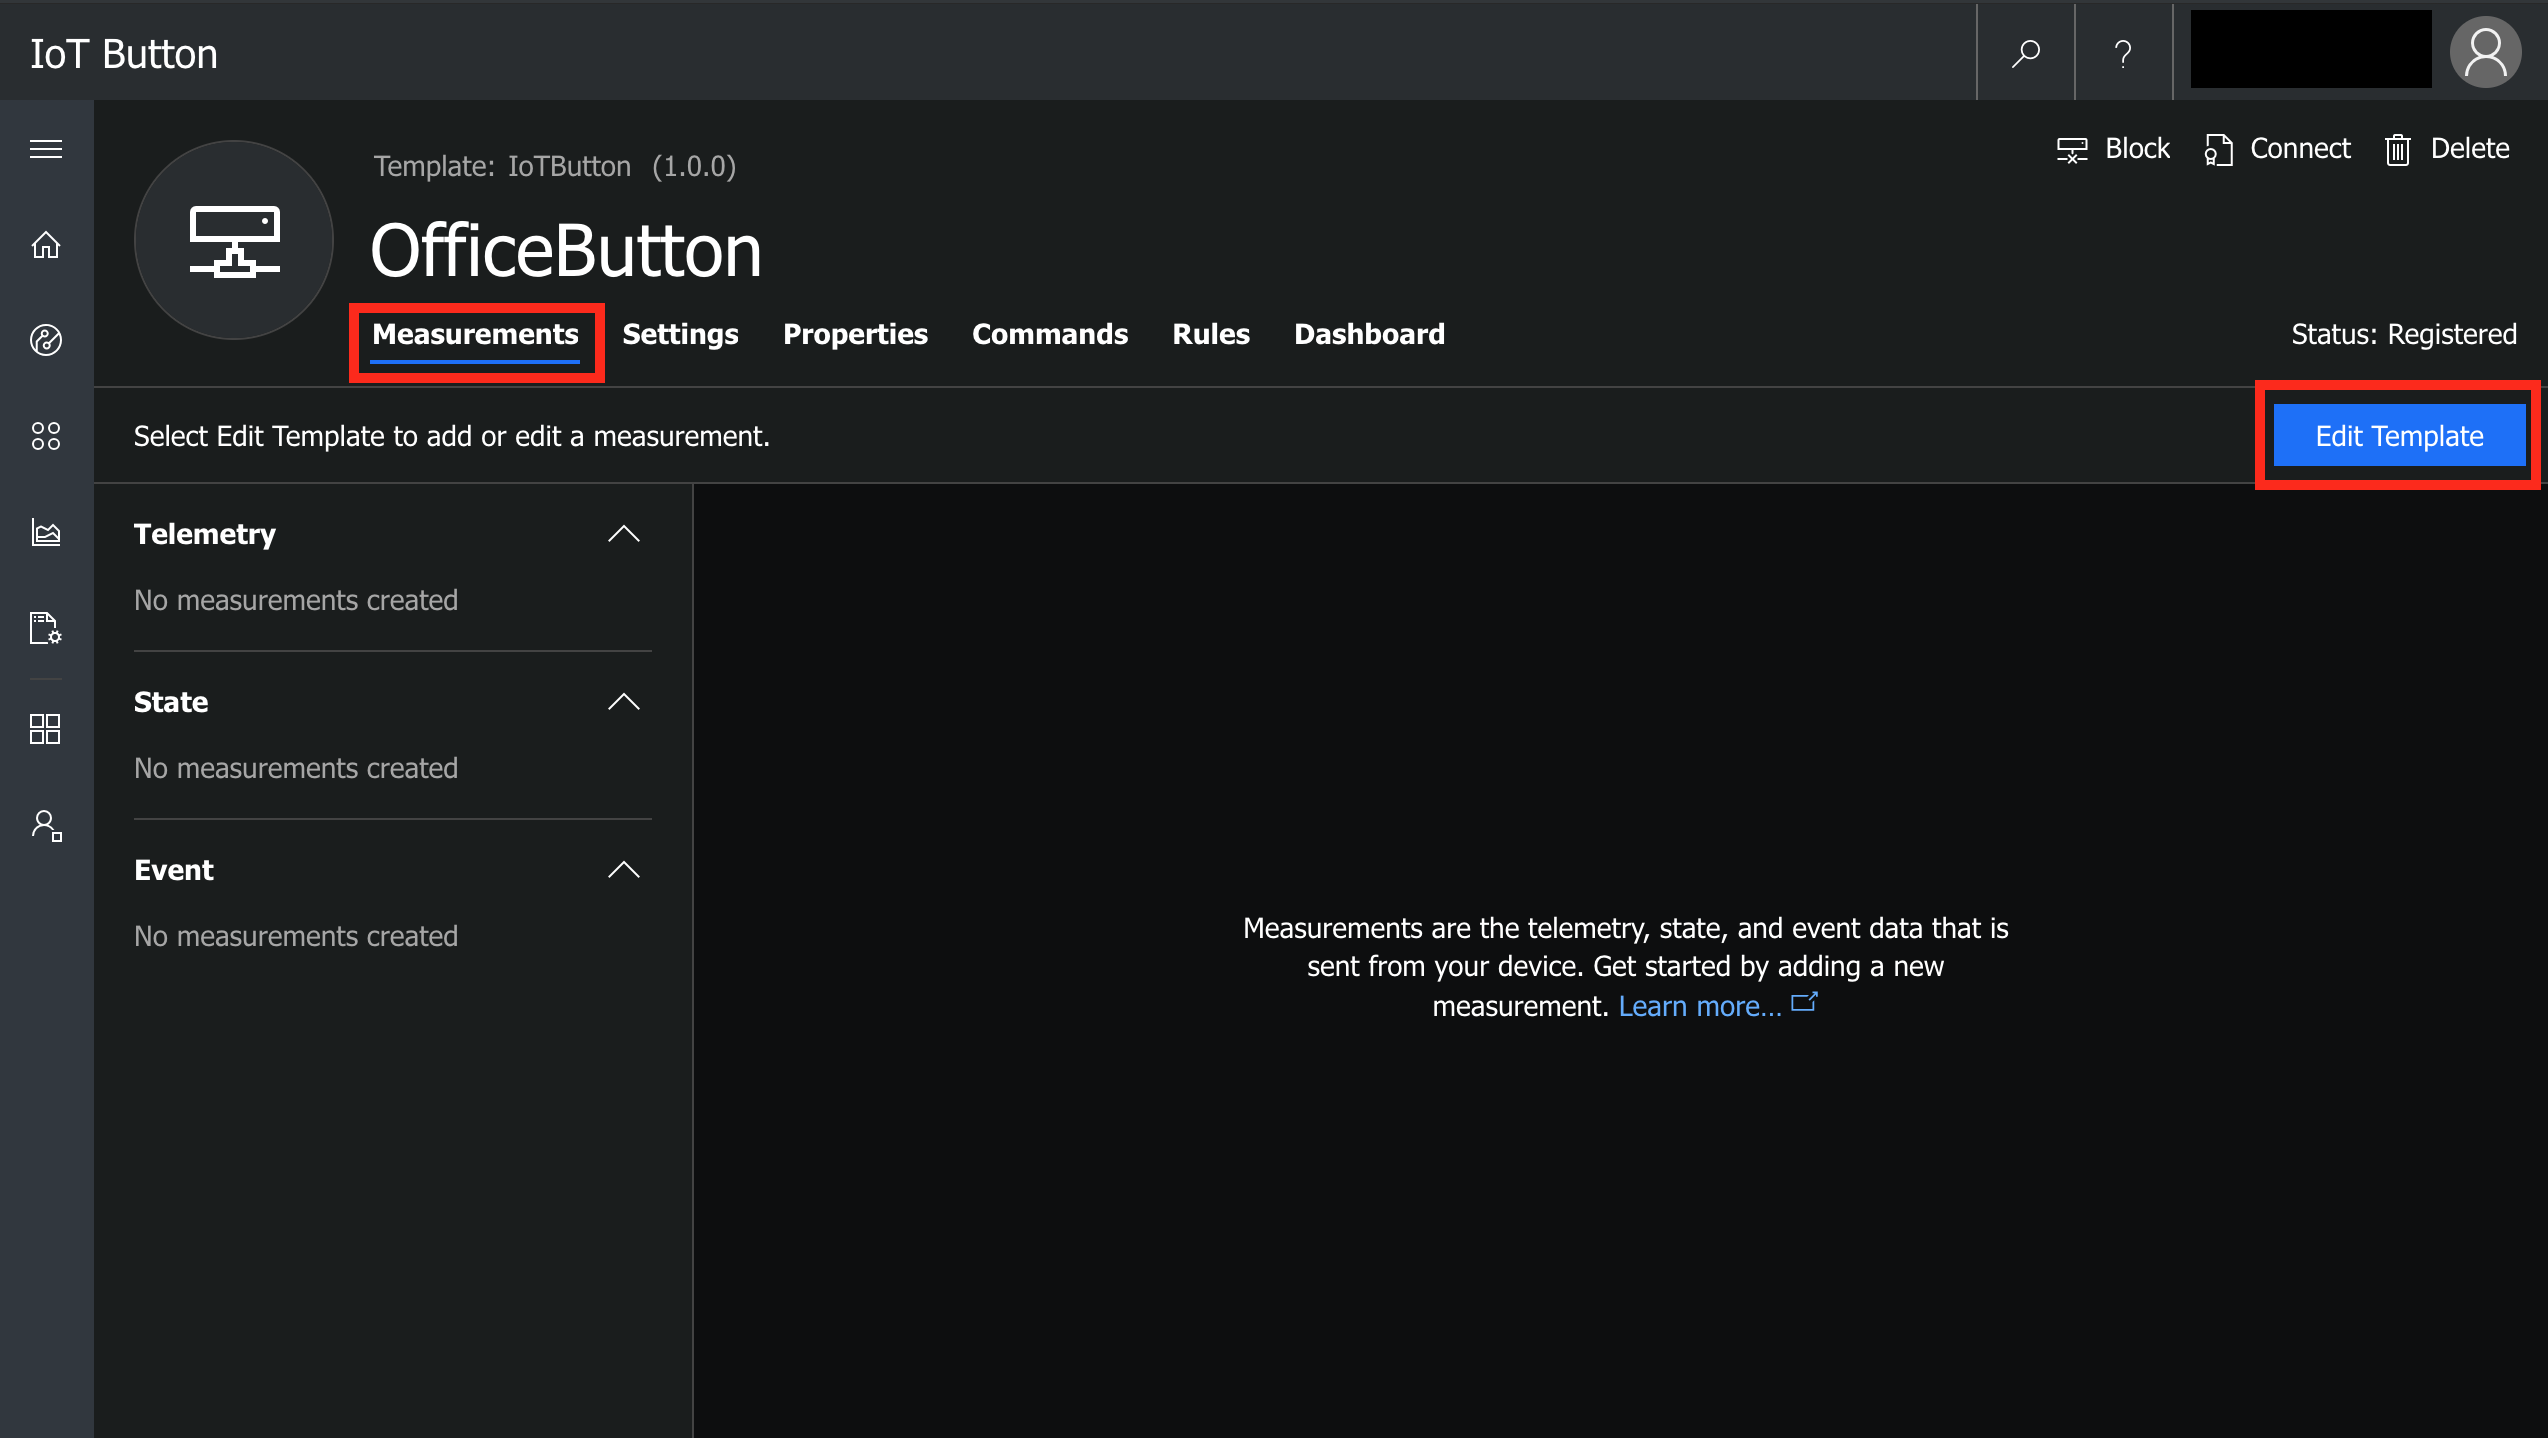 IoT Button
?
Template: IoTButton (1.0.0)
Block
Connect
Delete
OfficeButton
Measurements
Settings
Properties
Commands
Rules
Dashboard
Status: Registered
Select Edit Template to add or edit a measurement.
Edit Template
Telemetry
No measurements created
State
No measurements created
Event
No measurements created
Measurements are the telemetry, state, and event data that is
sent from your device. Get started by adding a new
measurement. Learn more...